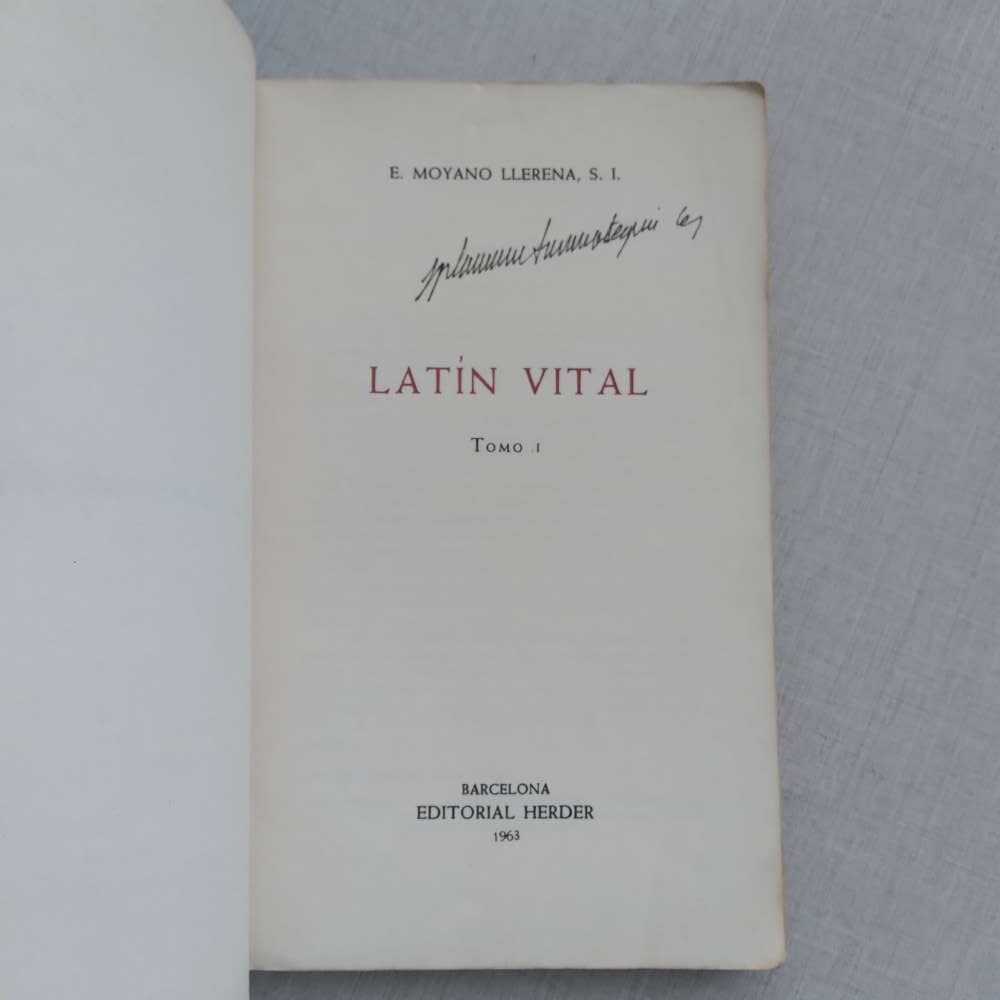 E. MOYANO LLERENA, S. I.
LATÍN VITAL
TOMO I
BARCELONA
EDITORIAL HERDER
1963